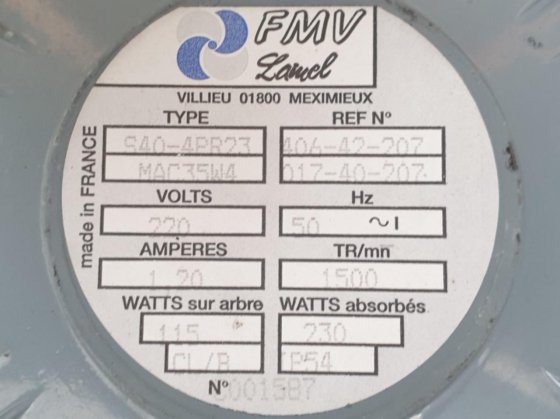 FMV
Lamel
VILLIEU 01800 MEXIMIEUX
made in FRANCE
TYPE REF N°
S40-4PR23 406-42-207
MAC35W4 017-40-207
VOLTS Hz
220 50 ~ I
AMPERES TR/mn
1.20 1500
WATTS sur arbre WATTS absorbés
115 230
CL/B IP54
N° 3001587